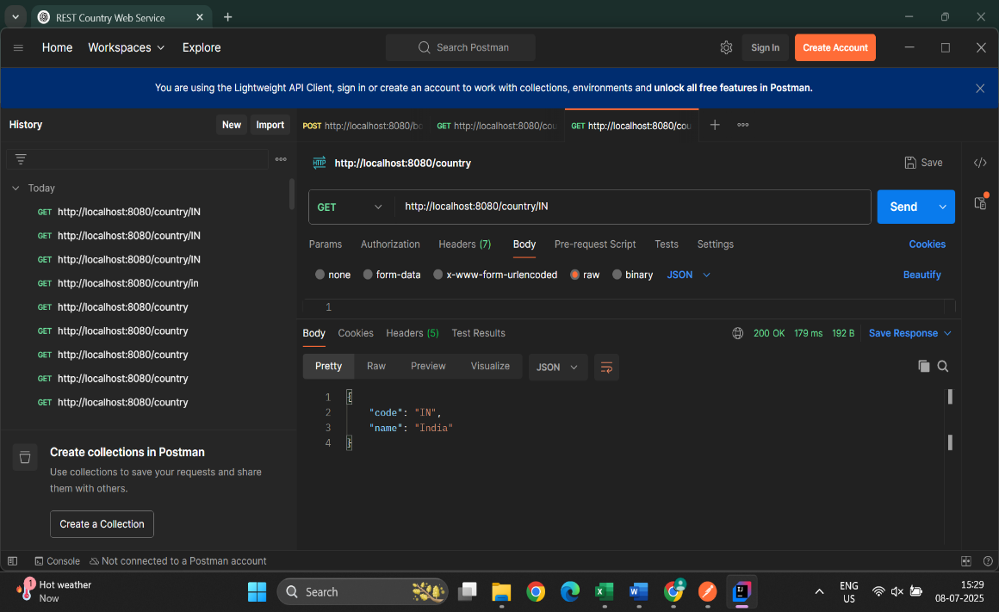 REST Country Web Service
Home Workspaces Explore
Search Postman
Sign In
Create Account
You are using the Lightweight API Client, sign in or create an account to work with collections, environments and unlock all free features in Postman.
History
New
Import
POST http://localhost:8080/bo
GET http://localhost:8080/cou
GET http://localhost:8080/cou
Today
GET http://localhost:8080/country/IN
GET http://localhost:8080/country/IN
GET http://localhost:8080/country/IN
GET http://localhost:8080/country/in
GET http://localhost:8080/country
GET http://localhost:8080/country
GET http://localhost:8080/country
GET http://localhost:8080/country
GET http://localhost:8080/country
Create collections in Postman
Use collections to save your requests and share
them with others.
Create a Collection
HTTP http://localhost:8080/country
Save
GET http://localhost:8080/country/IN
Send
Params Authorization Headers (7) Body Pre-request Script Tests Settings Cookies
none form-data x-www-form-urlencoded raw binary JSON Beautify
1
Body Cookies Headers (5) Test Results 200 OK 179 ms 192 B Save Response
Pretty Raw Preview Visualize JSON
1 {
2 "code": "IN",
3 "name": "India"
4 }
Console Not connected to a Postman account
1
Hot weather
Now
Search
ENG
US
15:29
08-07-2025